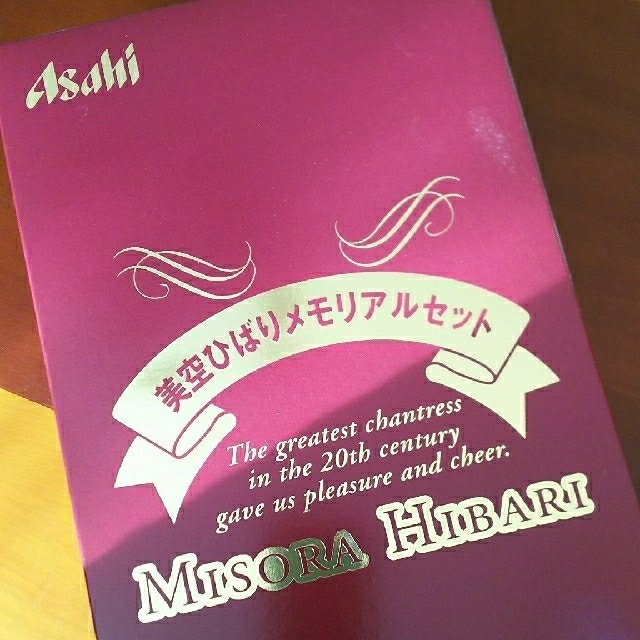 Asahi
美空ひばりメモリアルセット
The greatest chantress
in the 20th century
gave us pleasure and cheer.
MISORA HIBARI